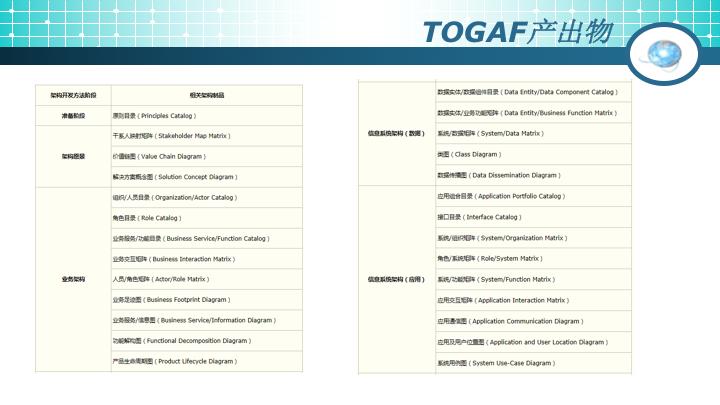 TOGAF产出物
架构开发方法阶段 相关架构制品
准备阶段 原则目录（Principles Catalog）
架构愿景
干系人映射矩阵（Stakeholder Map Matrix）
价值链图（Value Chain Diagram）
解决方案概念图（Solution Concept Diagram）
业务架构
组织/人员目录（Organization/Actor Catalog）
角色目录（Role Catalog）
业务服务/功能目录（Business Service/Function Catalog）
业务交互矩阵（Business Interaction Matrix）
人员/角色矩阵（Actor/Role Matrix）
业务足迹图（Business Footprint Diagram）
业务服务/信息图（Business Service/Information Diagram）
功能解构图（Functional Decomposition Diagram）
产品生命周期图（Product Lifecycle Diagram）
信息系统架构（数据）
数据实体/数据组件目录（Data Entity/Data Component Catalog）
数据实体/业务功能矩阵（Data Entity/Business Function Matrix）
系统/数据矩阵（System/Data Matrix）
类图（Class Diagram）
数据传播图（Data Dissemination Diagram）
信息系统架构（应用）
应用组合目录（Application Portfolio Catalog）
接口目录（Interface Catalog）
系统/组织矩阵（System/Organization Matrix）
角色/系统矩阵（Role/System Matrix）
系统/功能矩阵（System/Function Matrix）
应用交互矩阵（Application Interaction Matrix）
应用通信图（Application Communication Diagram）
应用及用户位置图（Application and User Location Diagram）
系统用例图（System Use-Case Diagram）